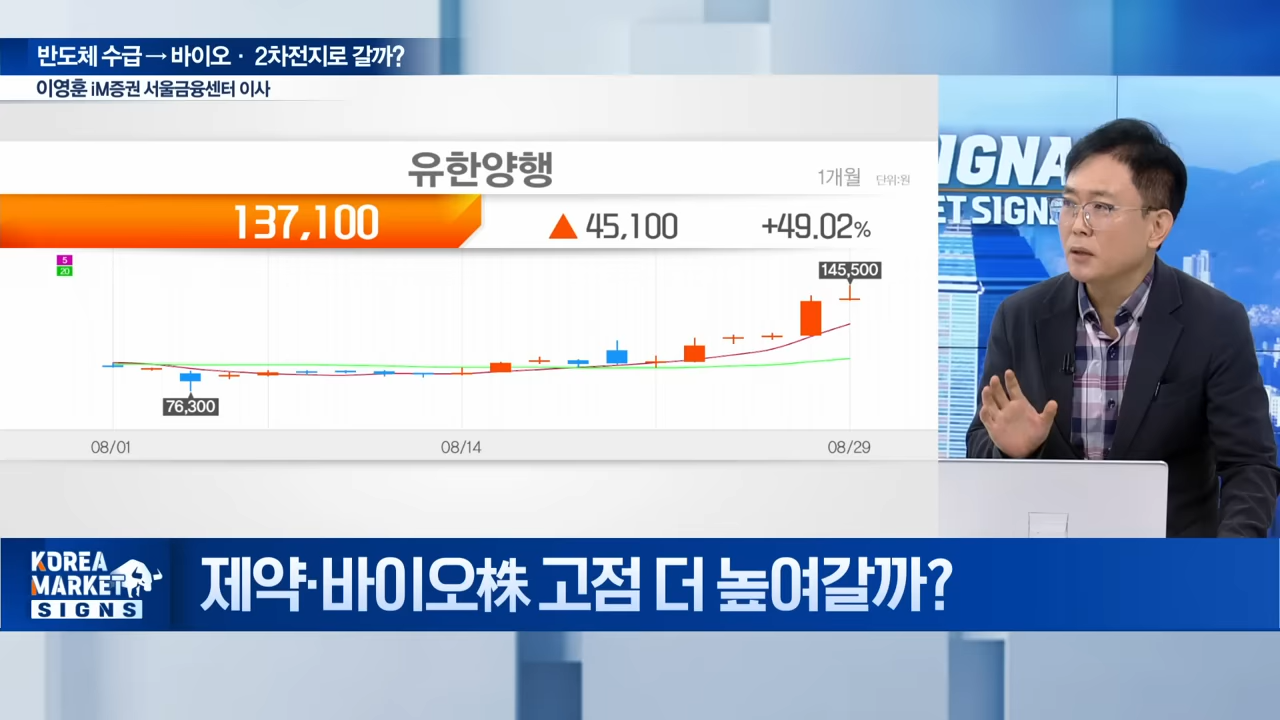 반도체 수급→바이오· 2차전지로 갈까?
이영훈 iM증권 서울금융센터 이사
유한양행
1개월 단위:원
137,100 ▲ 45,100 +49.02%
5
20
145,500
76,300
08/01 08/14 08/29
IGNA
ET SIGN
KOREA
MARKET
SIGNS
제약·바이오株 고점 더 높여갈까?